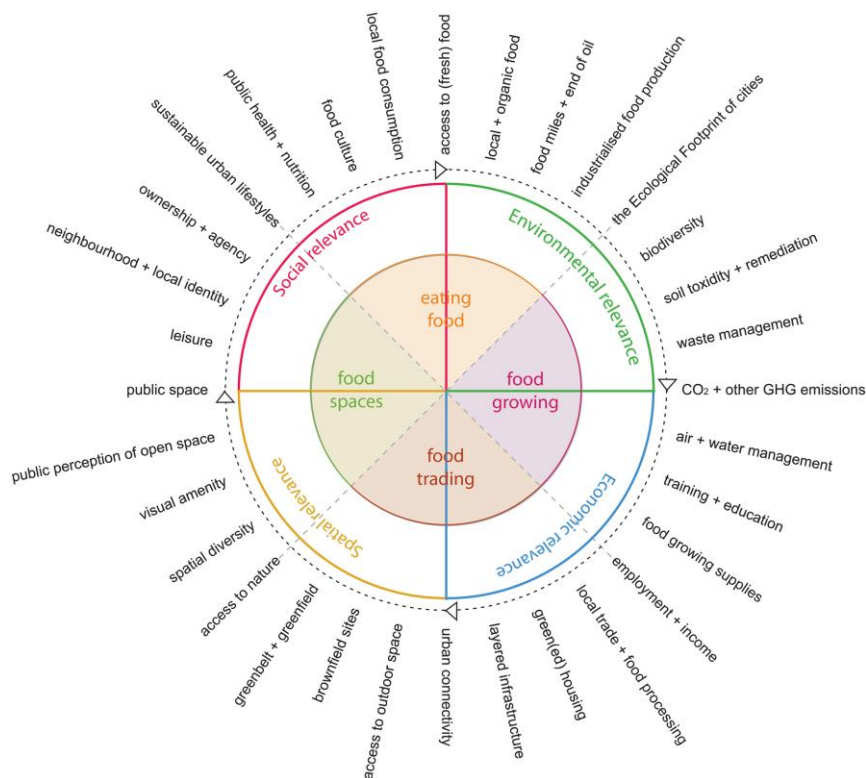 access to (fresh) food
local + organic food
food miles + end of oil
industrialised food production
the Ecological Footprint of cities
biodiversity
soil toxidity + remediation
waste management
CO₂ + other GHG emissions
air + water management
training + education
food growing supplies
employment + income
local trade + food processing
green(ed) housing
layered infrastructure
urban connectivity
access to outdoor space
brownfield sites
greenbelt + greenfield
access to nature
spatial diversity
visual amenity
public perception of open space
public space
leisure
neighbourhood + local identity
ownership + agency
sustainable urban lifestyles
public health + nutrition
food culture
local food consumption
Social relevance
Environmental relevance
Economic relevance
Spatial relevance
eating
food
food
growing
food
trading
food
spaces